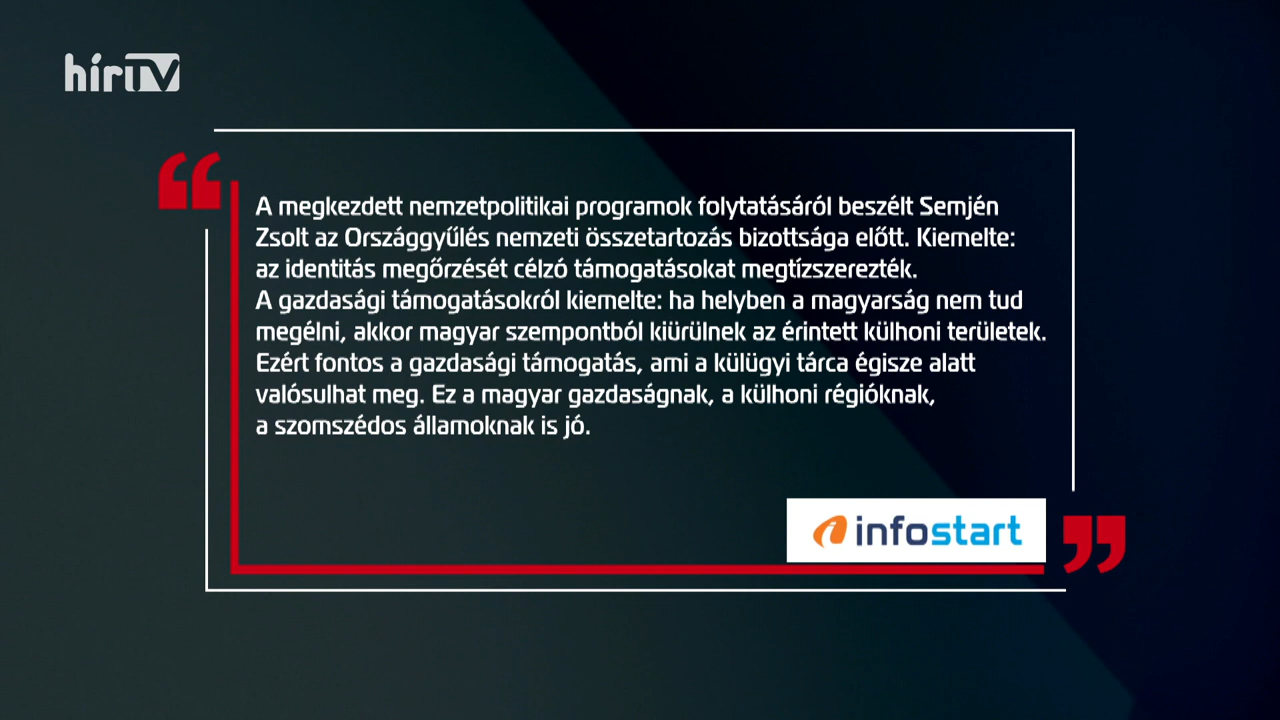 hírTV
A megkezdett nemzetpolitikai programok folytatásáról beszélt Semjén
Zsolt az Országgyűlés nemzeti összetartozás bizottsága előtt. Kiemelte:
az identitás megőrzését célzó támogatásokat megtízszerezték.
A gazdasági támogatásokról kiemelte: ha helyben a magyarság nem tud
megélni, akkor magyar szempontból kiürülnek az érintett külhoni területek.
Ezért fontos a gazdasági támogatás, ami a külügyi tárca égisze alatt
valósulhat meg. Ez a magyar gazdaságnak, a külhoni régióknak,
a szomszédos államoknak is jó.
infostart